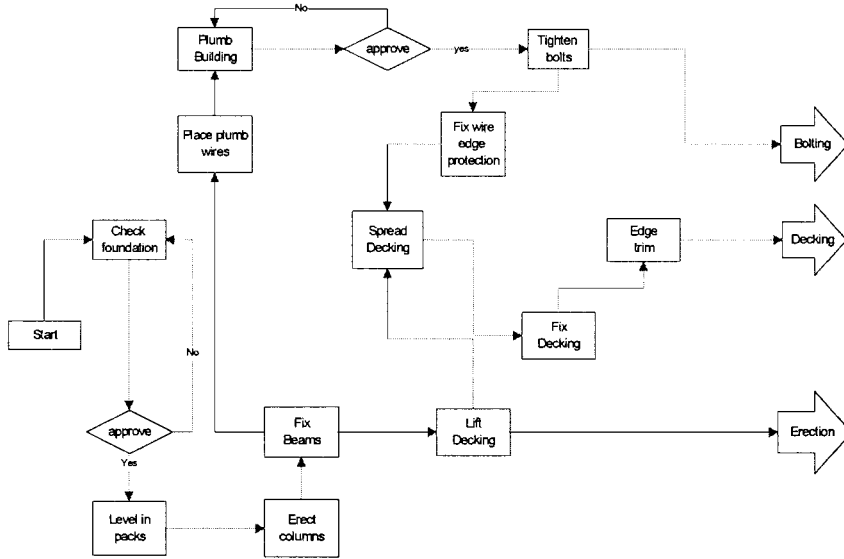 No
Plumb
Building
approve
yes
Tighten
bolts
Place plumb
wires
Fix wire
edge
protection
Bolting
Check
foundation
Spread
Decking
Edge
trim
Decking
Start
No
Fix
Decking
approve
Yes
Fix
Beams
Lift
Decking
Erection
Level in
packs
Erect
columns